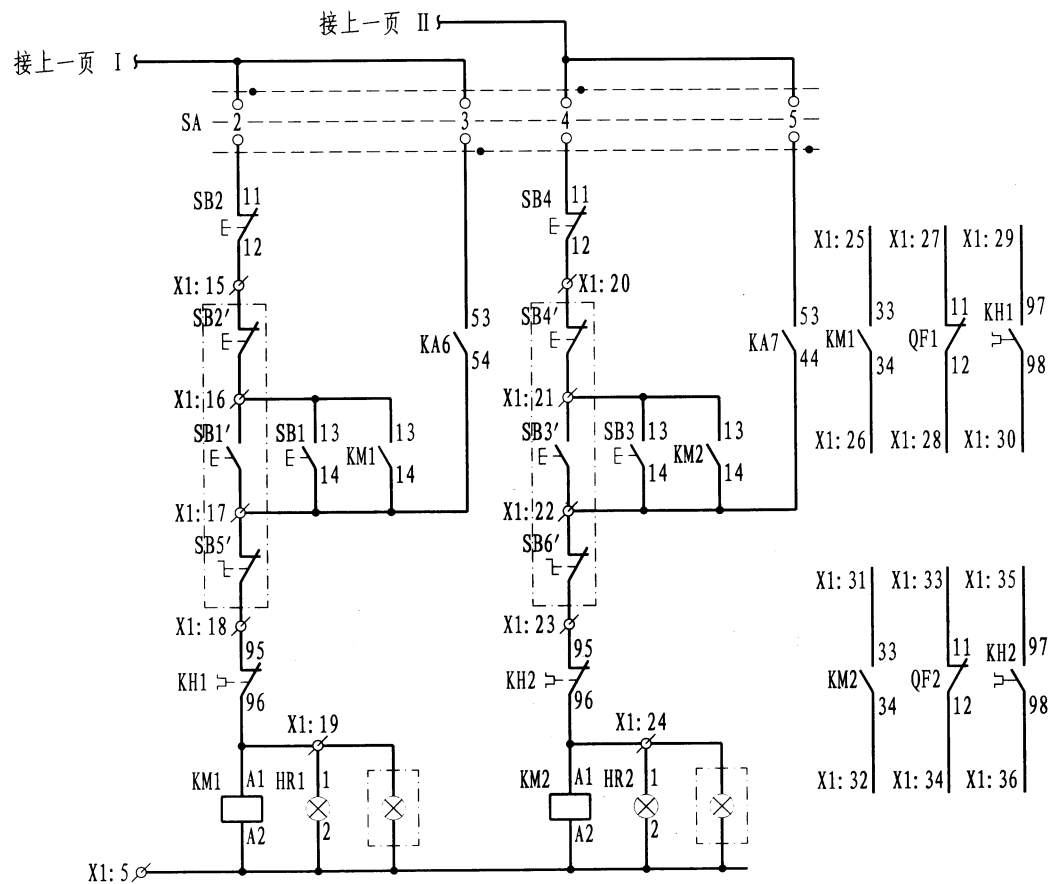 接上一页 II
接上一页 I
SA 2 3 4 5
SB2 11
12
SB4 11
12
X1:15
X1:20
X1:25 X1:27 X1:29
SB2′
SB4′
KA6 53
54
KA7 53
44
KM1 33
34
QF1 11
12
KH1 97
98
X1:16
X1:21
SB1′ SB1 13
14
KM1 13
14
SB3′ SB3 13
14
KM2 13
14
X1:26 X1:28 X1:30
X1:17
X1:22
SB5′
SB6′
X1:31 X1:33 X1:35
X1:18
X1:23
KH1 95
96
KH2 95
96
KM2 33
34
QF2 11
12
KH2 97
98
X1:19
X1:24
KM1 A1
A2
HR1 1
2
KM2 A1
A2
HR2 1
2
X1:32 X1:34 X1:36
X1:5